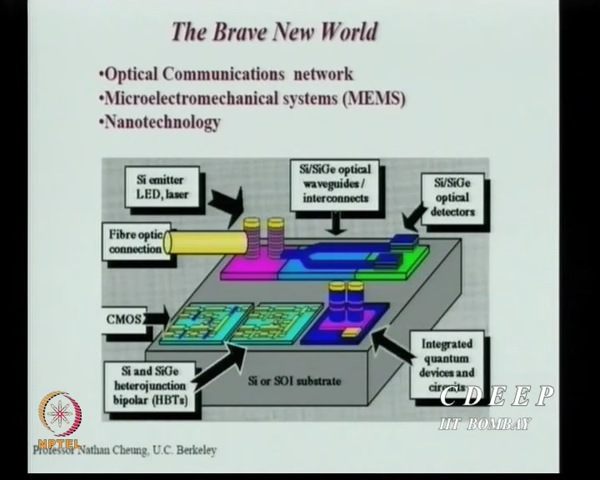 The Brave New World
•Optical Communications network
•Microelectromechanical systems (MEMS)
•Nanotechnology
Si emitter
LED, laser
Si/SiGe optical
waveguides /
interconnects
Si/SiGe
optical
detectors
Fibre optic
connection
CMOS
Si and SiGe
heterojunction
bipolar (HBTs)
Si or SOI substrate
Integrated
quantum
devices and
circuits
CDEEP
IIT BOMBAY
NPTEL
Professor Nathan Cheung, U.C. Berkeley